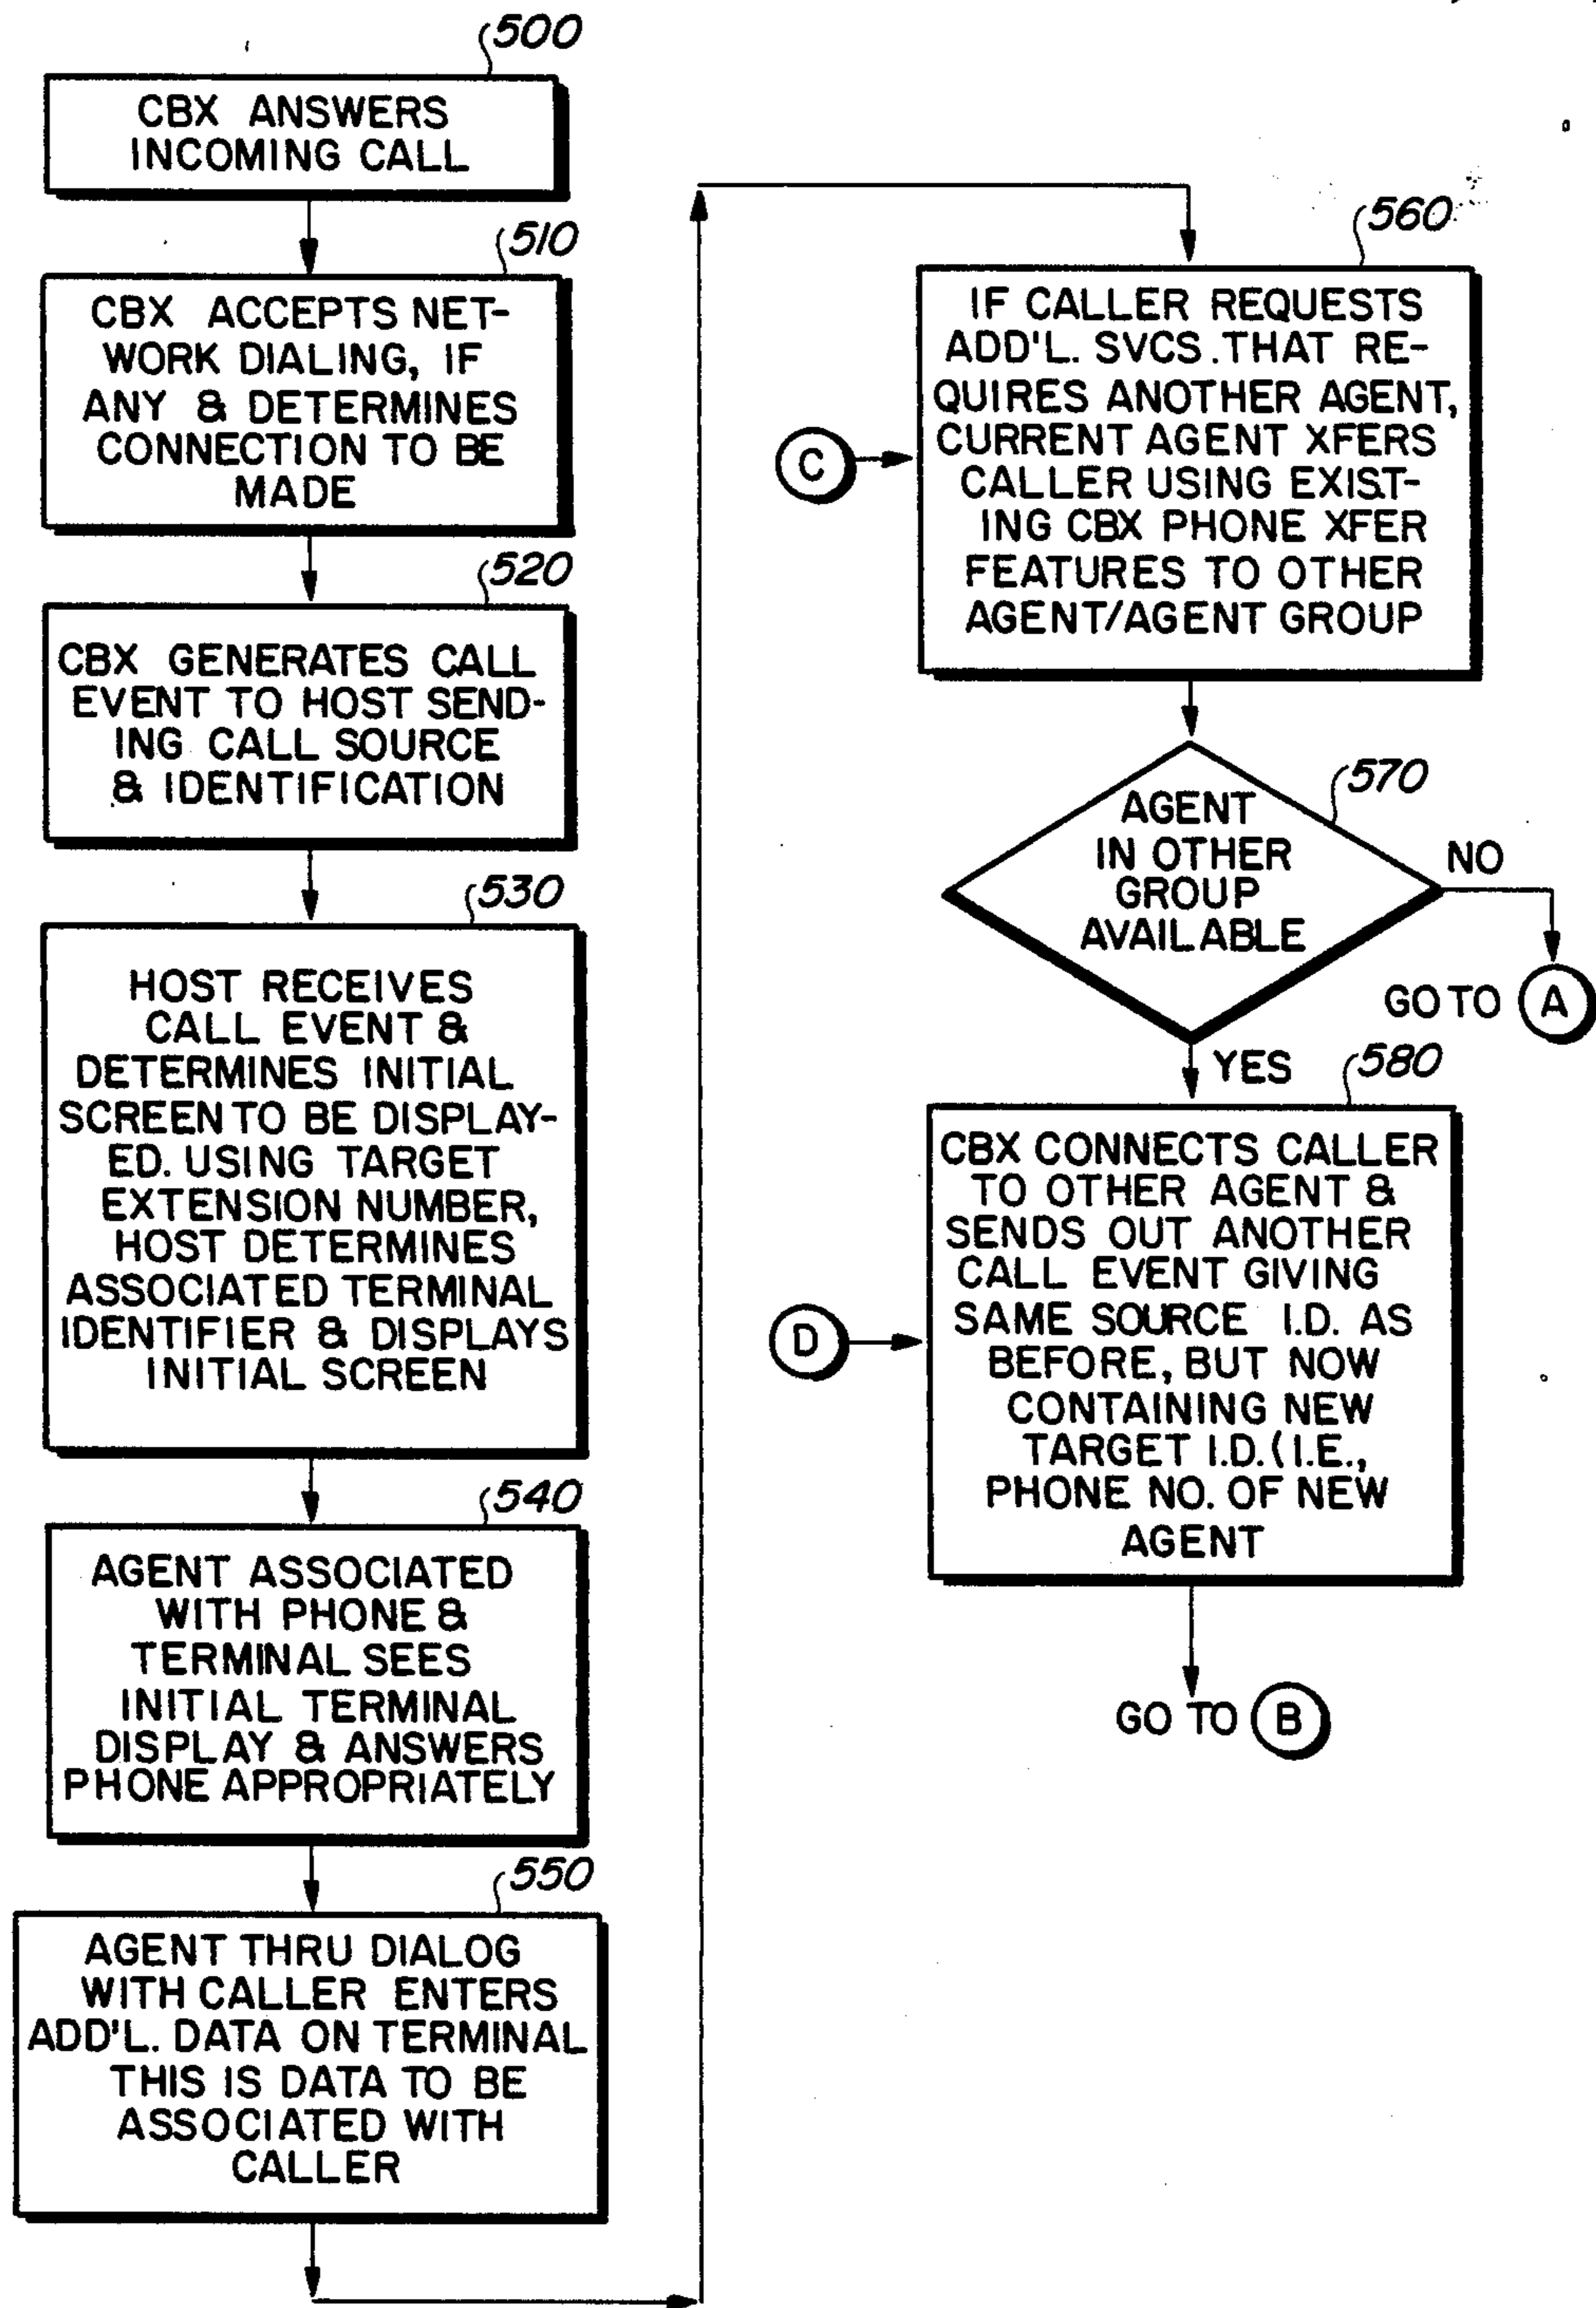 500
CBX ANSWERS
INCOMING CALL
510
CBX ACCEPTS NET-
WORK DIALING, IF
ANY & DETERMINES
CONNECTION TO BE
MADE
520
CBX GENERATES CALL
EVENT TO HOST SEND-
ING CALL SOURCE
& IDENTIFICATION
530
HOST RECEIVES
CALL EVENT &
DETERMINES INITIAL
SCREEN TO BE DISPLAY-
ED. USING TARGET
EXTENSION NUMBER,
HOST DETERMINES
ASSOCIATED TERMINAL
IDENTIFIER & DISPLAYS
INITIAL SCREEN
540
AGENT ASSOCIATED
WITH PHONE &
TERMINAL SEES
INITIAL TERMINAL
DISPLAY & ANSWERS
PHONE APPROPRIATELY
550
AGENT THRU DIALOG
WITH CALLER ENTERS
ADD'L. DATA ON TERMINAL
THIS IS DATA TO BE
ASSOCIATED WITH
CALLER
560
IF CALLER REQUESTS
ADD'L. SVCS. THAT RE-
QUIRES ANOTHER AGENT,
CURRENT AGENT XFERS
CALLER USING EXIST-
ING CBX PHONE XFER
FEATURES TO OTHER
AGENT/AGENT GROUP
C
570
AGENT
IN OTHER
GROUP
AVAILABLE
NO
GO TO A
YES
580
CBX CONNECTS CALLER
TO OTHER AGENT &
SENDS OUT ANOTHER
CALL EVENT GIVING
SAME SOURCE I.D. AS
BEFORE, BUT NOW
CONTAINING NEW
TARGET I.D. (I.E.,
PHONE NO. OF NEW
AGENT
D
GO TO B